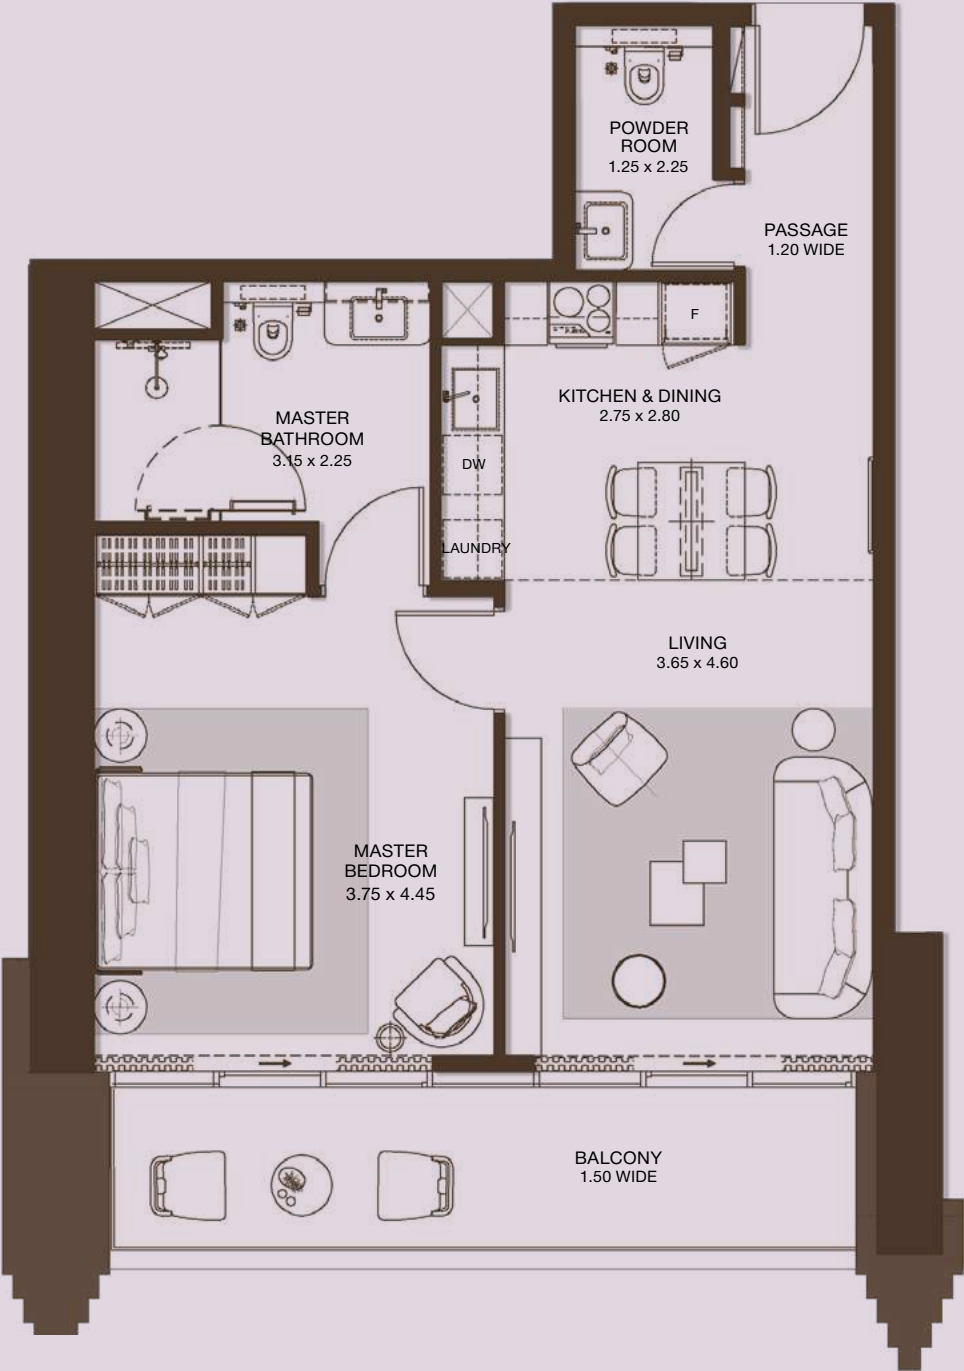 POWDER
ROOM
1.25 x 2.25
PASSAGE
1.20 WIDE
F
KITCHEN & DINING
2.75 x 2.80
MASTER
BATHROOM
3.15 x 2.25
DW
LAUNDRY
LIVING
3.65 x 4.60
MASTER
BEDROOM
3.75 x 4.45
BALCONY
1.50 WIDE